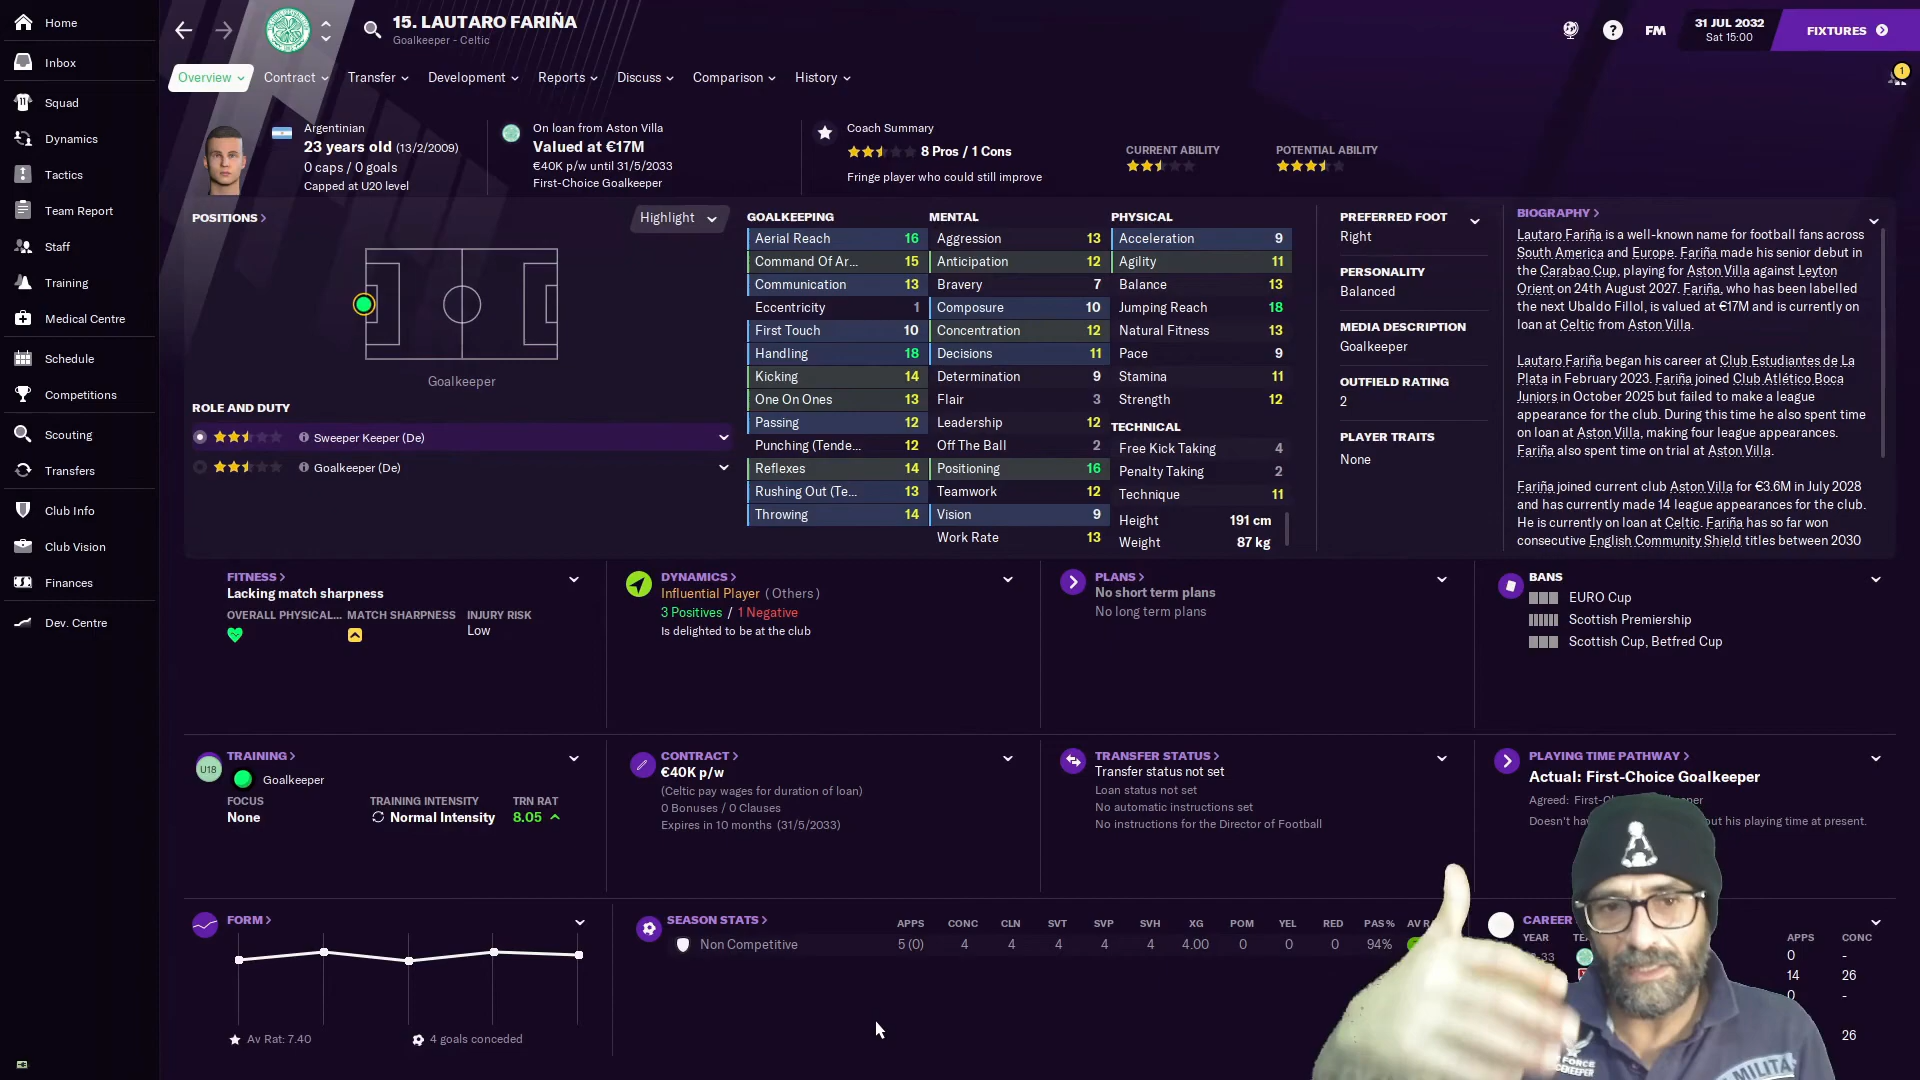 Home
Inbox
Squad
Dynamics
Tactics
Team Report
Staff
Training
Medical Centre
Schedule
Competitions
Scouting
Transfers
Club Info
Club Vision
Finances
Dev. Centre
15. LAUTARO FARIÑA
Goalkeeper - Celtic
FM
31 JUL 2032
Sat 15:00
FIXTURES
Overview Contract Transfer Development Reports Discuss Comparison History
1
Argentinian
23 years old (13/2/2009)
0 caps / 0 goals
Capped at U20 level
On loan from Aston Villa
Valued at €17M
€40K p/w until 31/5/2033
First-Choice Goalkeeper
Coach Summary
8 Pros / 1 Cons
Fringe player who could still improve
CURRENT ABILITY
POTENTIAL ABILITY
POSITIONS
Highlight
Goalkeeper
ROLE AND DUTY
Sweeper Keeper (De)
Goalkeeper (De)
GOALKEEPING
Aerial Reach 16
Command Of Ar... 15
Communication 13
Eccentricity 1
First Touch 10
Handling 18
Kicking 14
One On Ones 13
Passing 12
Punching (Tende... 12
Reflexes 14
Rushing Out (Te... 13
Throwing 14
MENTAL
Aggression 13
Anticipation 12
Bravery 7
Composure 10
Concentration 12
Decisions 11
Determination 9
Flair 3
Leadership 12
Off The Ball 2
Positioning 16
Teamwork 12
Vision 9
Work Rate 13
PHYSICAL
Acceleration 9
Agility 11
Balance 13
Jumping Reach 18
Natural Fitness 13
Pace 9
Stamina 11
Strength 12
TECHNICAL
Free Kick Taking 4
Penalty Taking 2
Technique 11
Height 191 cm
Weight 87 kg
PREFERRED FOOT
Right
PERSONALITY
Balanced
MEDIA DESCRIPTION
Goalkeeper
OUTFIELD RATING
2
PLAYER TRAITS
None
BIOGRAPHY
Lautaro Fariña is a well-known name for football fans across
South America and Europe. Fariña made his senior debut in
the Carabao Cup, playing for Aston Villa against Leyton
Orient on 24th August 2027. Fariña, who has been labelled
the next Ubaldo Fillol, is valued at €17M and is currently on
loan at Celtic from Aston Villa.
Lautaro Fariña began his career at Club Estudiantes de La
Plata in February 2023. Fariña joined Club Atlético Boca
Juniors in October 2025 but failed to make a league
appearance for the club. During this time he also spent time
on loan at Aston Villa, making four league appearances.
Fariña also spent time on trial at Aston Villa.
Fariña joined current club Aston Villa for €3.6M in July 2028
and has currently made 14 league appearances for the club.
He is currently on loan at Celtic. Fariña has so far won
consecutive English Community Shield titles between 2030
FITNESS
Lacking match sharpness
OVERALL PHYSICAL... MATCH SHARPNESS INJURY RISK
Low
DYNAMICS
Influential Player (Others)
3 Positives / 1 Negative
Is delighted to be at the club
PLANS
No short term plans
No long term plans
BANS
EURO Cup
Scottish Premiership
Scottish Cup, Betfred Cup
U18
TRAINING
Goalkeeper
FOCUS TRAINING INTENSITY TRN RAT
None Normal Intensity 8.05
CONTRACT
€40K p/w
(Celtic pay wages for duration of loan)
0 Bonuses / 0 Clauses
Expires in 10 months (31/5/2033)
TRANSFER STATUS
Transfer status not set
Loan status not set
No automatic instructions set
No instructions for the Director of Football
PLAYING TIME PATHWAY
Actual: First-Choice Goalkeeper
Agreed:
his playing time at present.
FORM
Av Rat: 7.40
4 goals conceded
SEASON STATS
APPS CONC CLN SVT SVP SVH XG POM YEL RED PAS% AV
Non Competitive 5 (0) 4 4 4 4 4 4.00 0 0 0 94%
CAREER
YEAR APPS CONC
-33 0 -
14 26
0 -
26